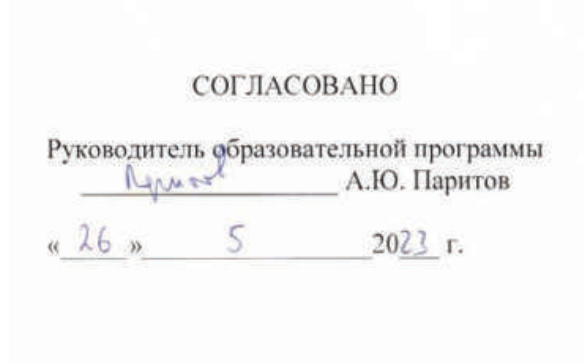 СОГЛАСОВАНО
Руководитель образовательной программы
А.Ю. Паритов
« 26 » 5 2023 г.